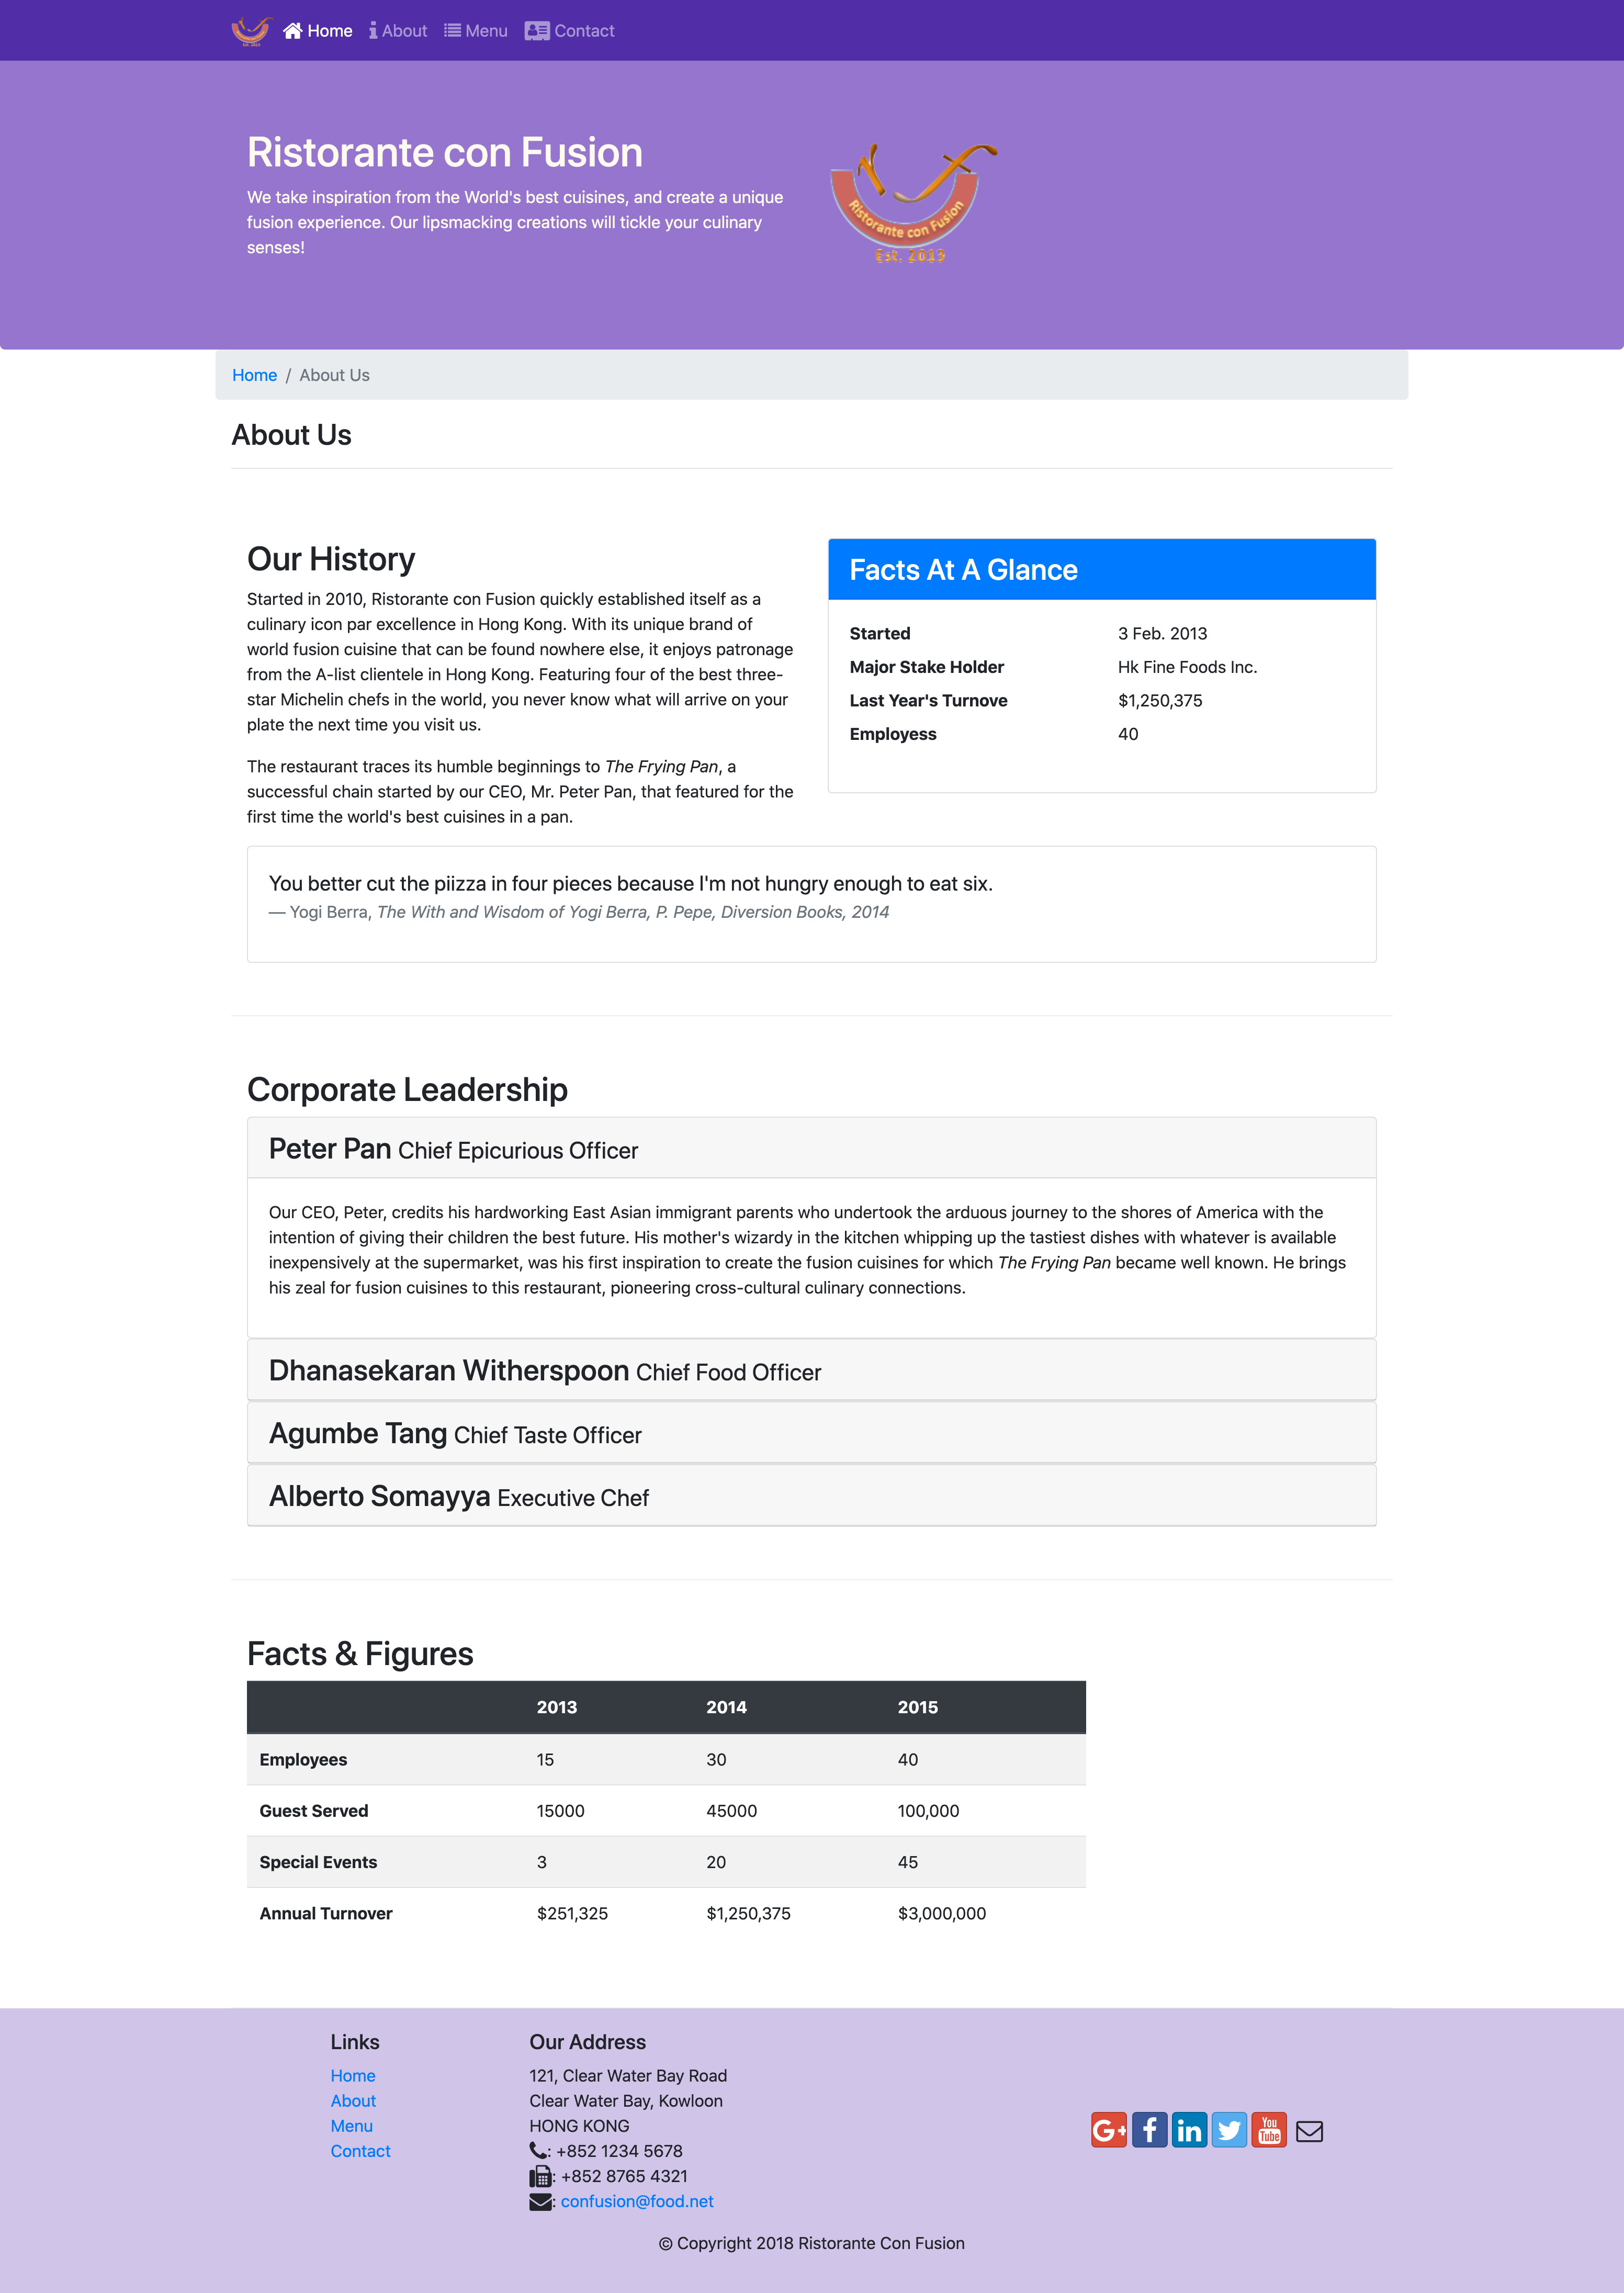 Home About Menu Contact
Ristorante con Fusion
We take inspiration from the World's best cuisines, and create a unique
fusion experience. Our lipsmacking creations will tickle your culinary
senses!
Ristorante con Fusion
Est. 2013
Home / About Us
About Us
Our History
Started in 2010, Ristorante con Fusion quickly established itself as a
culinary icon par excellence in Hong Kong. With its unique brand of
world fusion cuisine that can be found nowhere else, it enjoys patronage
from the A-list clientele in Hong Kong. Featuring four of the best three-
star Michelin chefs in the world, you never know what will arrive on your
plate the next time you visit us.
The restaurant traces its humble beginnings to The Frying Pan, a
successful chain started by our CEO, Mr. Peter Pan, that featured for the
first time the world's best cuisines in a pan.
Facts At A Glance
Started 3 Feb. 2013
Major Stake Holder Hk Fine Foods Inc.
Last Year's Turnove $1,250,375
Employess 40
You better cut the piizza in four pieces because I'm not hungry enough to eat six.
— Yogi Berra, The With and Wisdom of Yogi Berra, P. Pepe, Diversion Books, 2014
Corporate Leadership
Peter Pan Chief Epicurious Officer
Our CEO, Peter, credits his hardworking East Asian immigrant parents who undertook the arduous journey to the shores of America with the
intention of giving their children the best future. His mother's wizardy in the kitchen whipping up the tastiest dishes with whatever is available
inexpensively at the supermarket, was his first inspiration to create the fusion cuisines for which The Frying Pan became well known. He brings
his zeal for fusion cuisines to this restaurant, pioneering cross-cultural culinary connections.
Dhanasekaran Witherspoon Chief Food Officer
Agumbe Tang Chief Taste Officer
Alberto Somayya Executive Chef
Facts & Figures
2013 2014 2015
Employees 15 30 40
Guest Served 15000 45000 100,000
Special Events 3 20 45
Annual Turnover $251,325 $1,250,375 $3,000,000
Links
Home
About
Menu
Contact
Our Address
121, Clear Water Bay Road
Clear Water Bay, Kowloon
HONG KONG
: +852 1234 5678
: +852 8765 4321
: confusion@food.net
G+ f in You Tube
© Copyright 2018 Ristorante Con Fusion